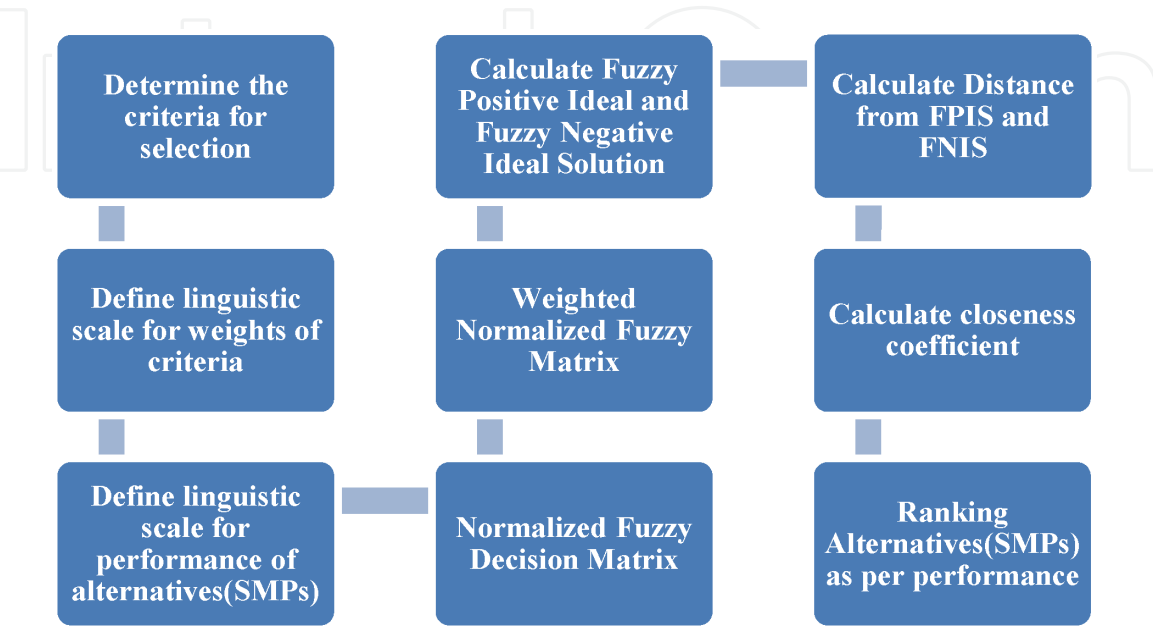 Determine the
criteria for
selection
Define linguistic
scale for weights of
criteria
Define linguistic
scale for
performance of
alternatives(SMPs)
Normalized Fuzzy
Decision Matrix
Weighted
Normalized Fuzzy
Matrix
Calculate Fuzzy
Positive Ideal and
Fuzzy Negative
Ideal Solution
Calculate Distance
from FPIS and
FNIS
Calculate closeness
coefficient
Ranking
Alternatives(SMPs)
as per performance